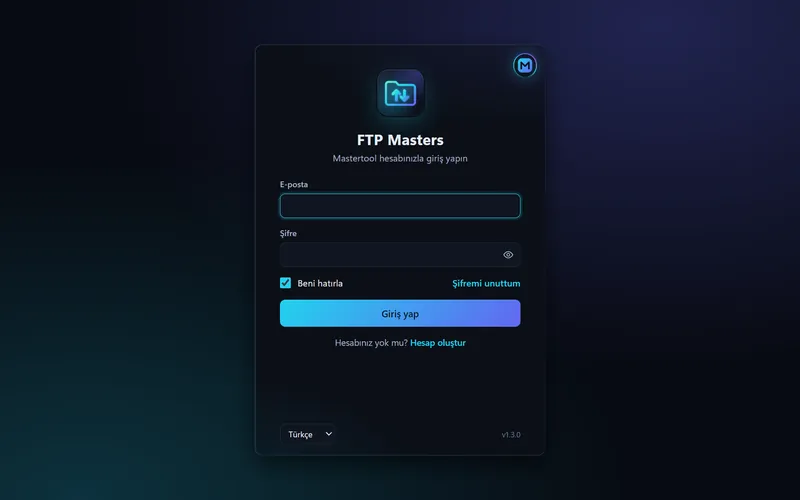 M
FTP Masters
Mastertool hesabınızla giriş yapın
E-posta
Şifre
Beni hatırla
Şifremi unuttum
Giriş yap
Hesabınız yok mu? Hesap oluştur
Türkçe
v1.3.0